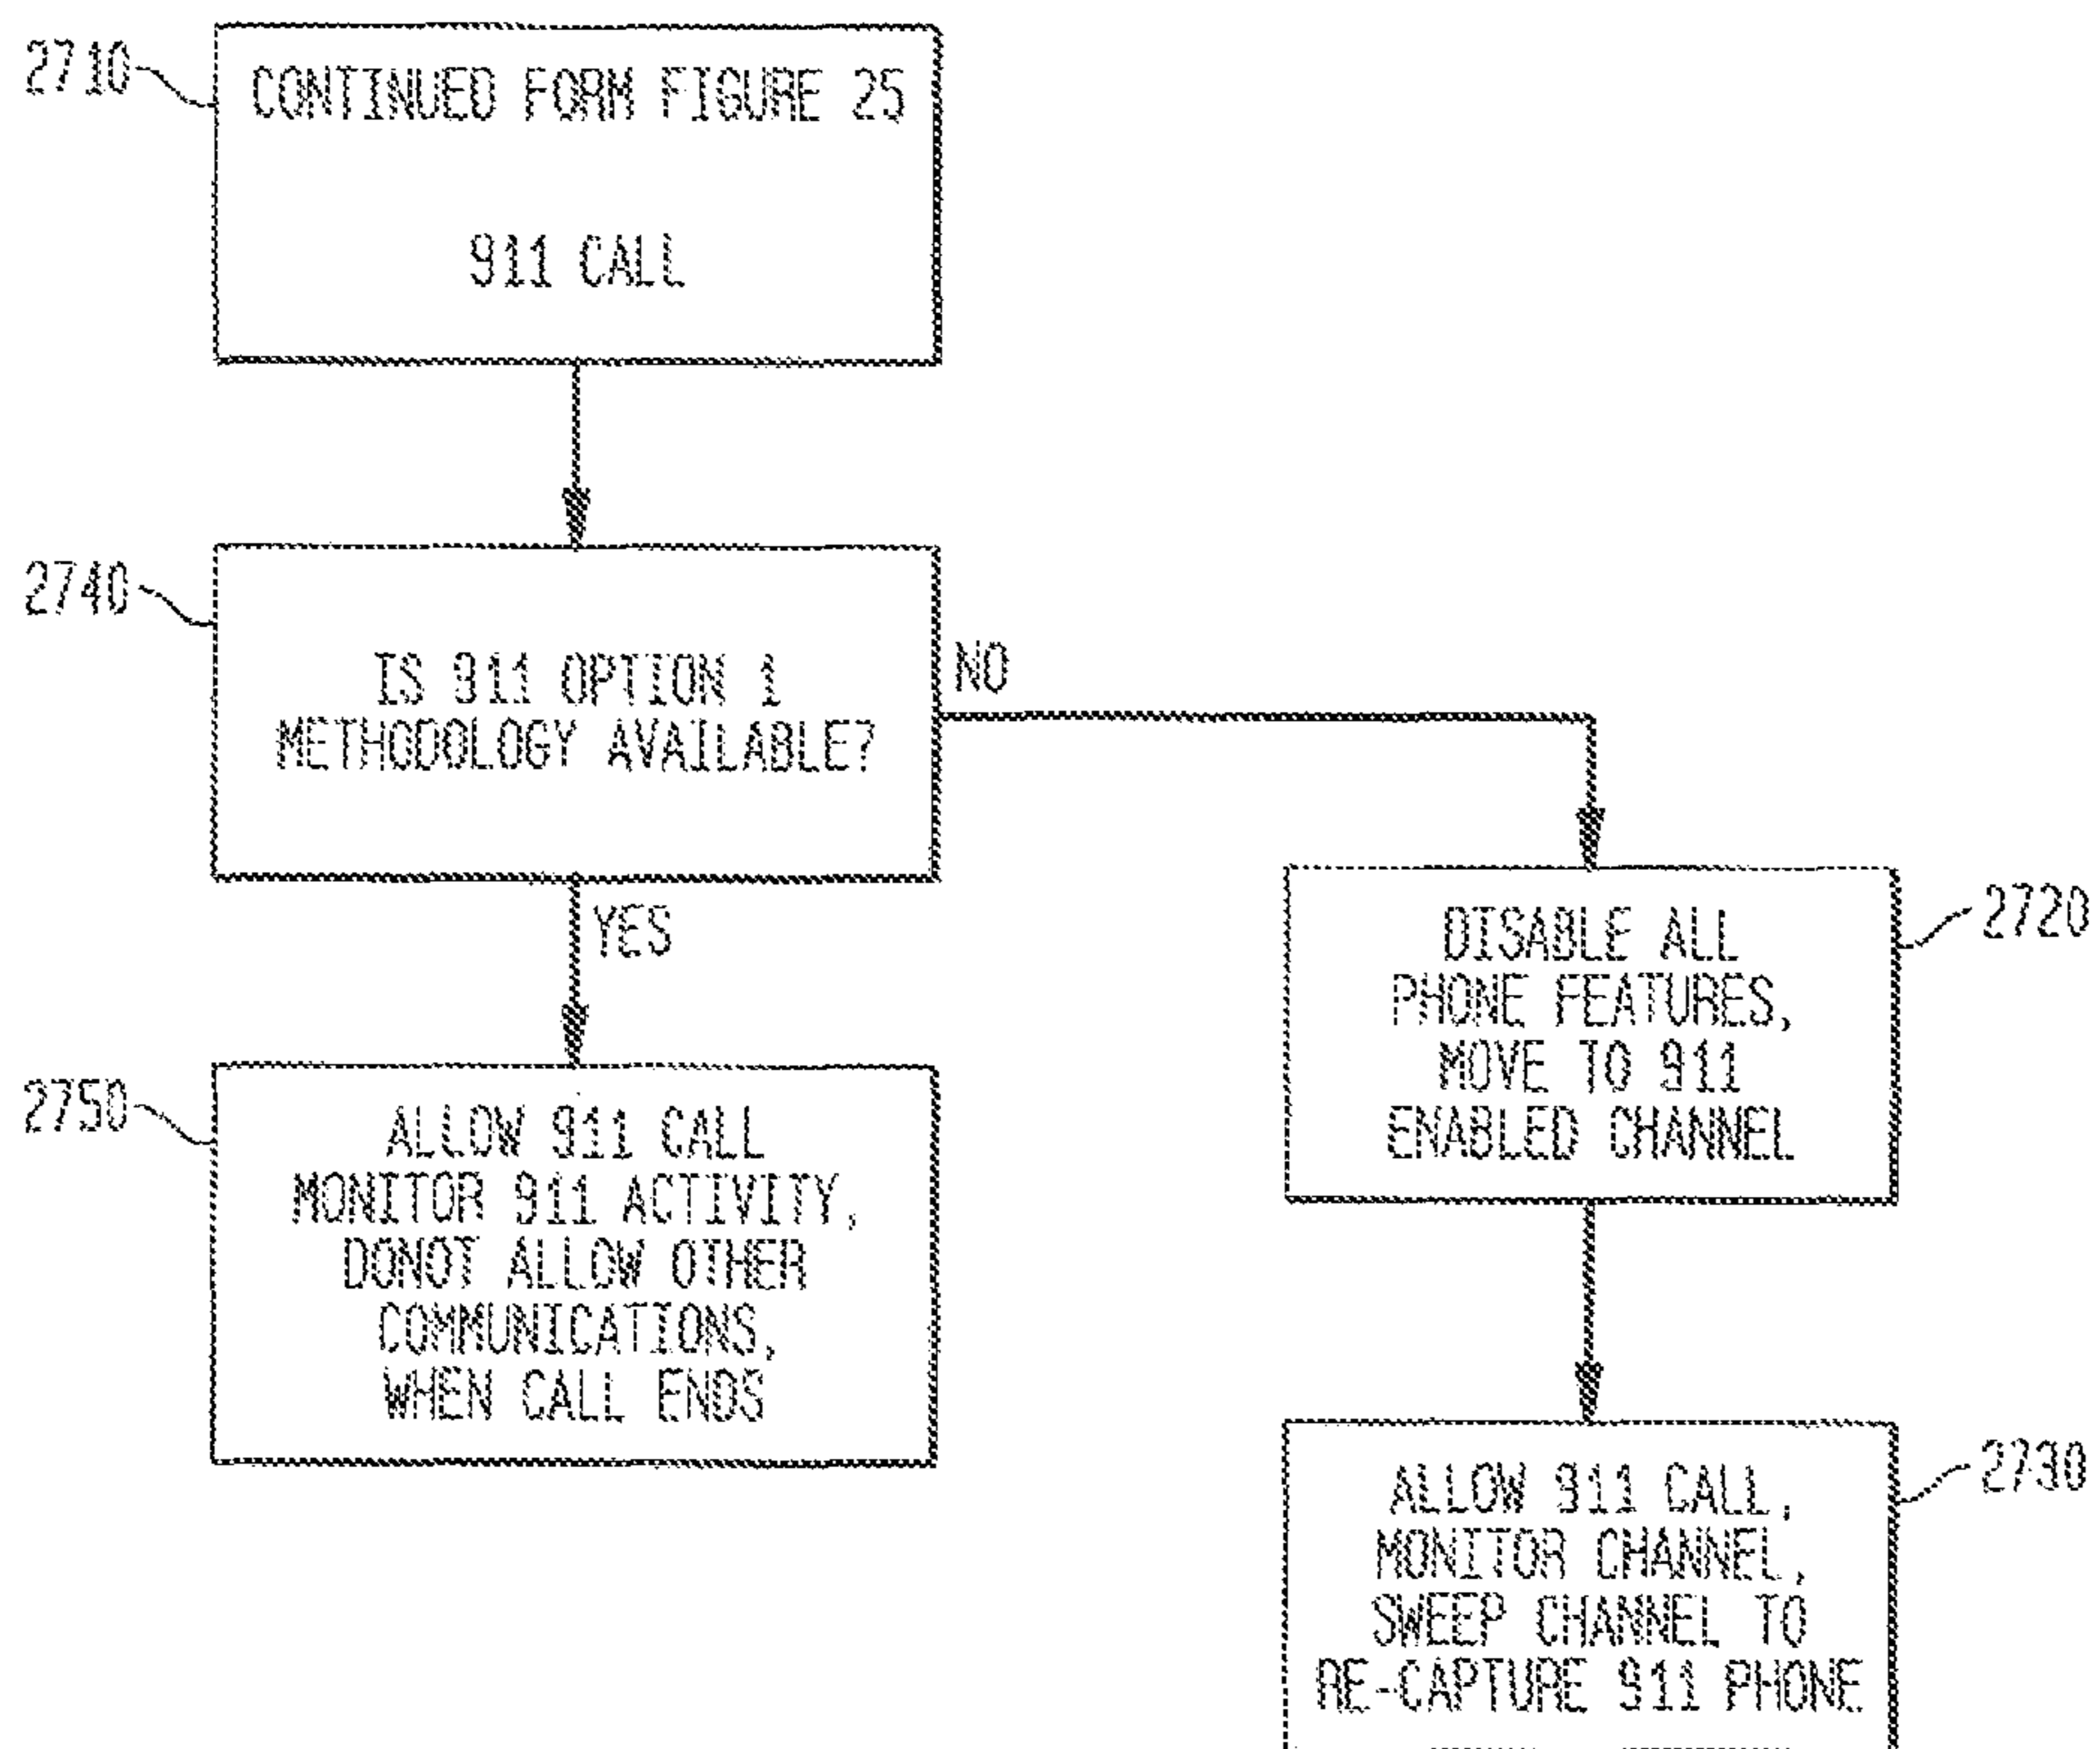 2710
CONTINUED FORM FIGURE 25
911 CALL
2740
IS 911 OPTION 1
METHODOLOGY AVAILABLE?
NO
YES
2750
ALLOW 911 CALL
MONITOR 911 ACTIVITY,
DONOT ALLOW OTHER
COMMUNICATIONS,
WHEN CALL ENDS
2720
DISABLE ALL
PHONE FEATURES,
MOVE TO 911
ENABLED CHANNEL
2730
ALLOW 911 CALL,
MONITOR CHANNEL,
SWEEP CHANNEL TO
RE-CAPTURE 911 PHONE